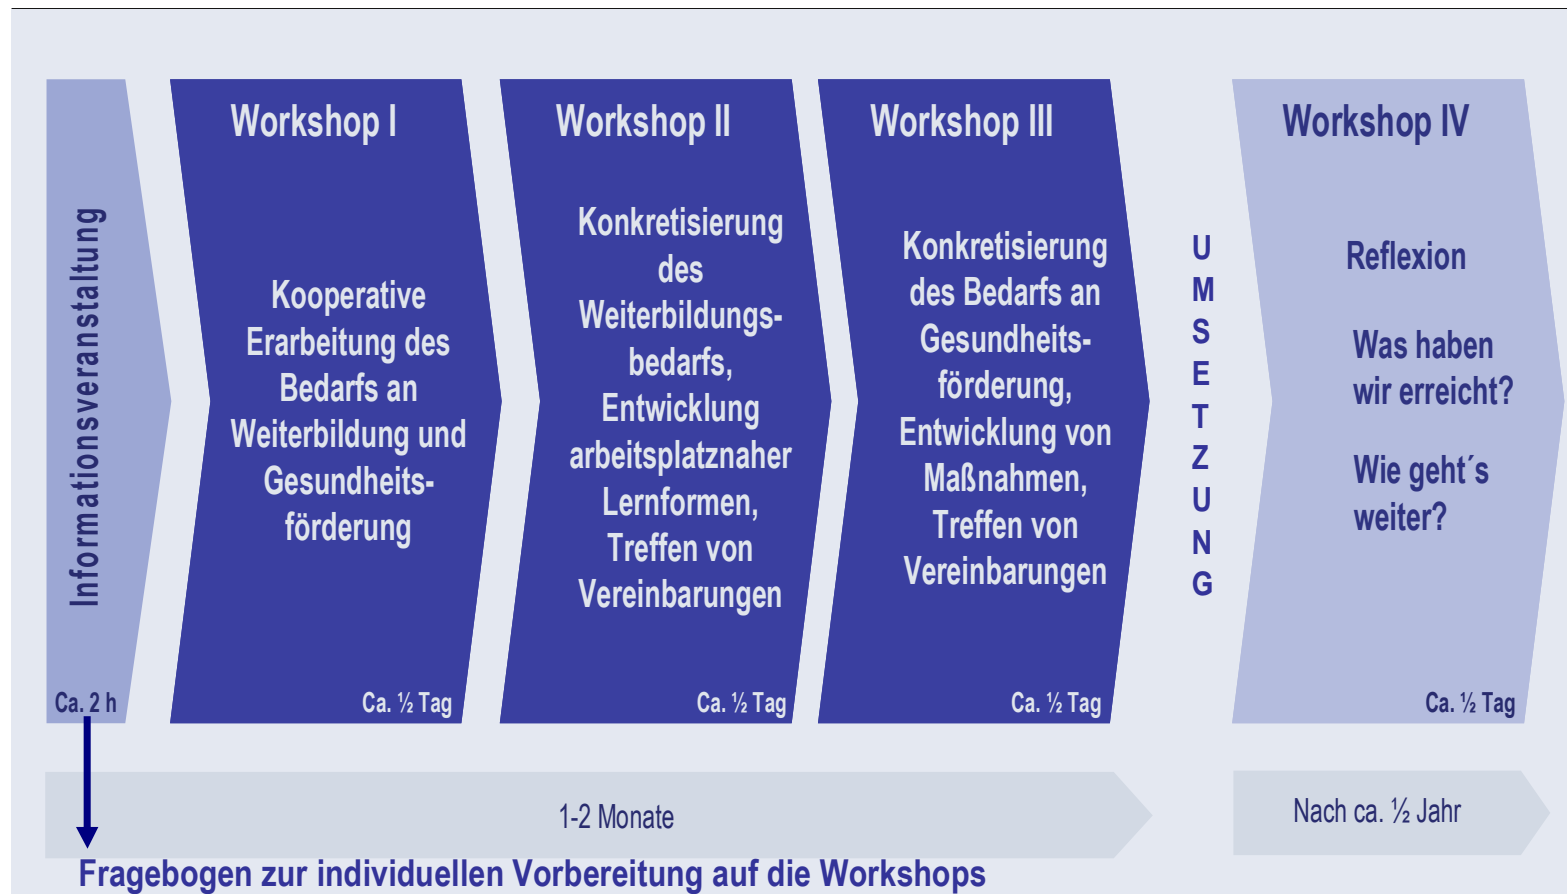 Informationsveranstaltung
Ca. 2 h
Workshop I
Kooperative
Erarbeitung des
Bedarfs an
Weiterbildung und
Gesundheits-
förderung
Ca. ½ Tag
Workshop II
Konkretisierung
des
Weiterbildungs-
bedarfs,
Entwicklung
arbeitsplatznaher
Lernformen,
Treffen von
Vereinbarungen
Ca. ½ Tag
Workshop III
Konkretisierung
des Bedarfs an
Gesundheits-
förderung,
Entwicklung von
Maßnahmen,
Treffen von
Vereinbarungen
Ca. ½ Tag
UMSETZUNG
Workshop IV
Reflexion
Was haben
wir erreicht?
Wie geht´s
weiter?
Ca. ½ Tag
1-2 Monate
Nach ca. ½ Jahr
Fragebogen zur individuellen Vorbereitung auf die Workshops